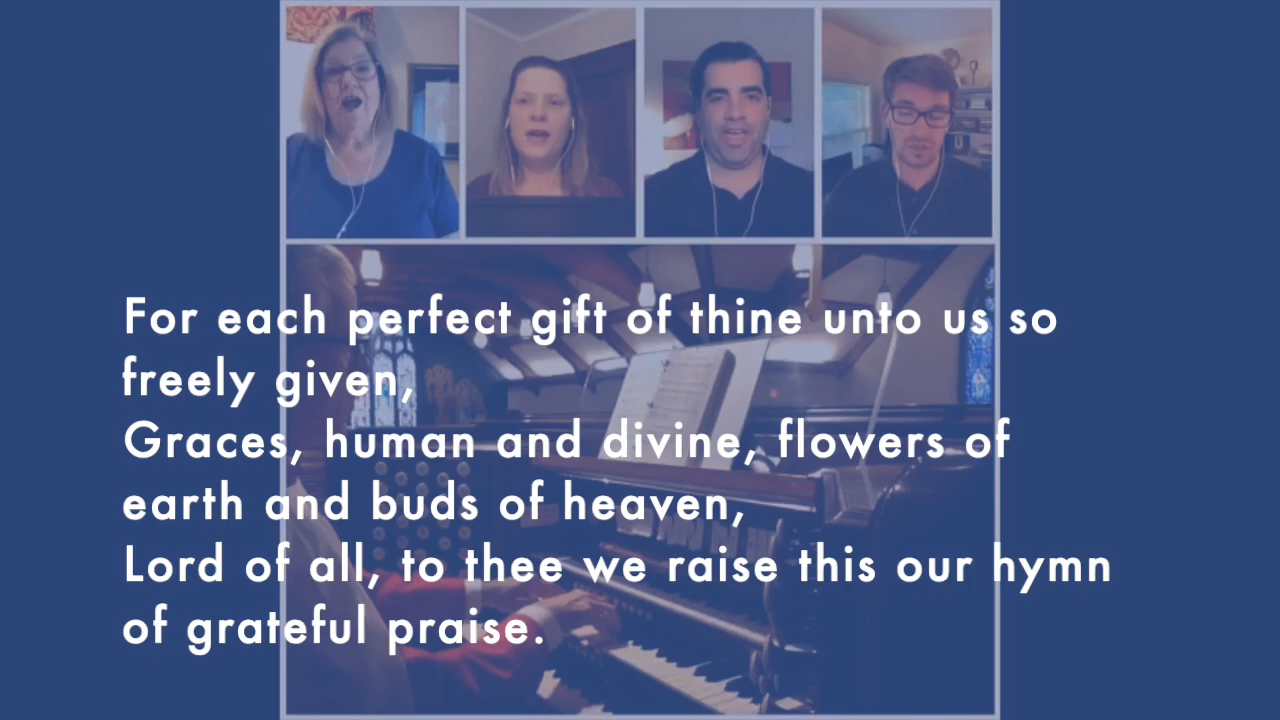 For each perfect gift of thine unto us so
freely given,
Graces, human and divine, flowers of
earth and buds of heaven,
Lord of all, to thee we raise this our hymn
of grateful praise.